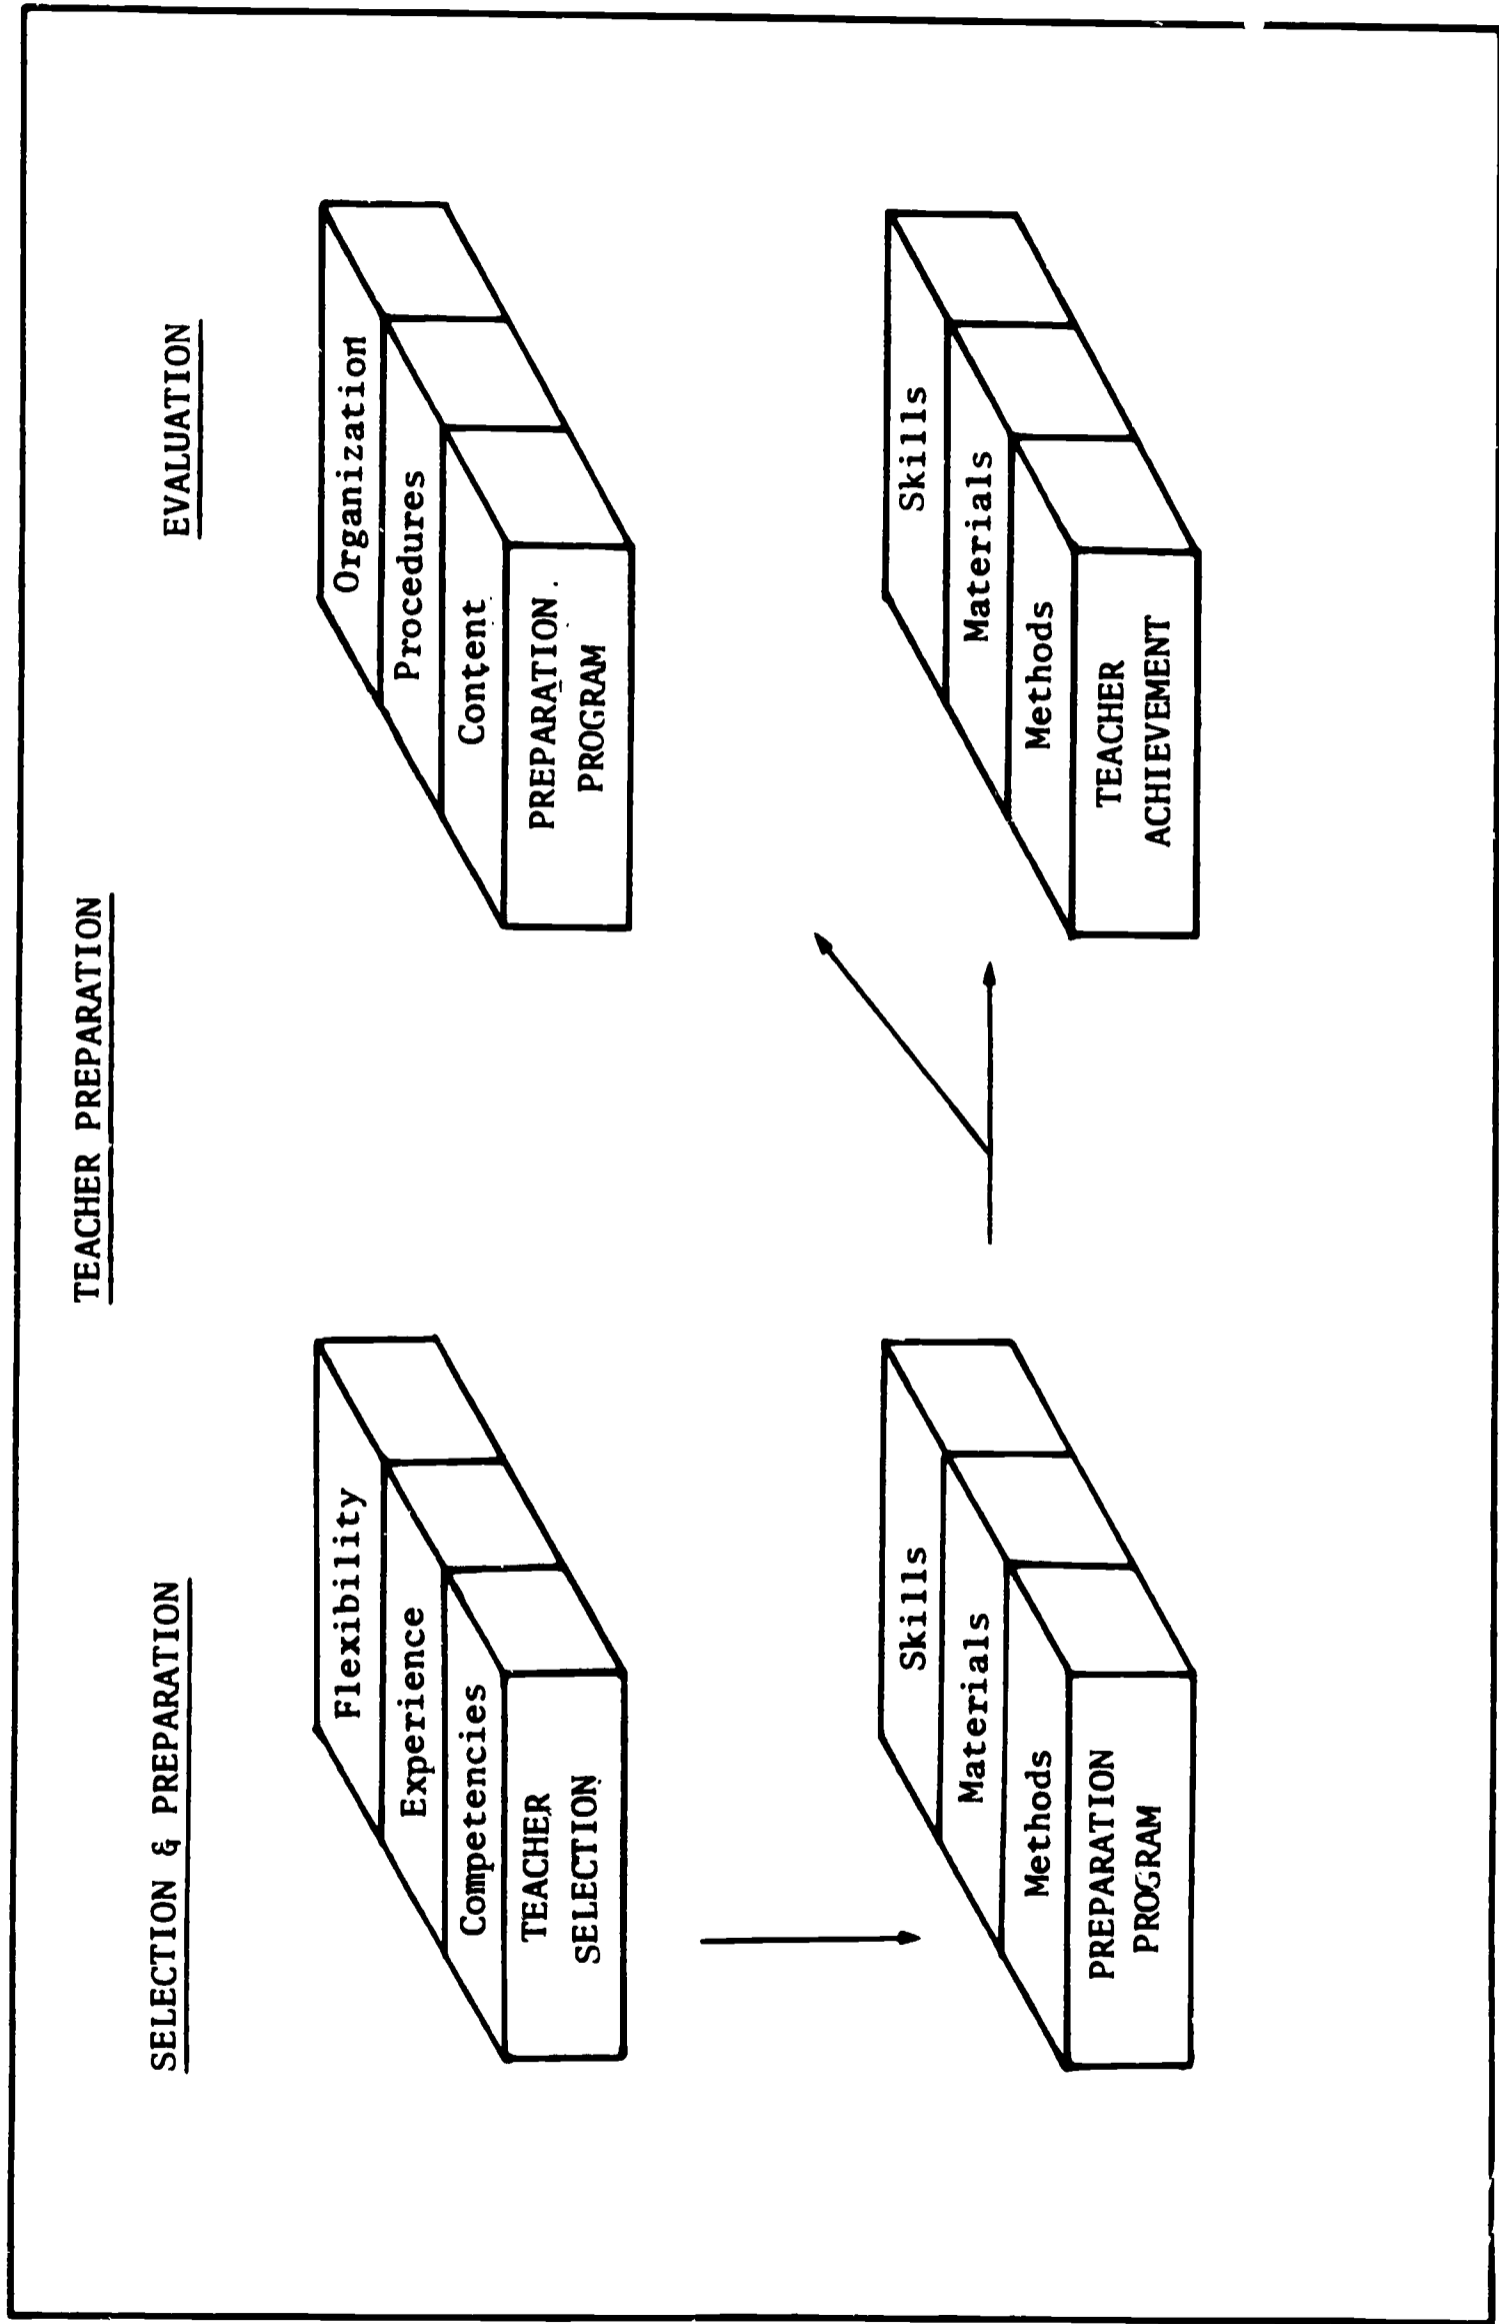 TEACHER PREPARATION
SELECTION & PREPARATION
EVALUATION
Flexibility
Experience
Competencies
TEACHER
SELECTION
Organization
Procedures
Content
PREPARATION
PROGRAM
Skills
Materials
Methods
PREPARATION
PROGRAM
Skills
Materials
Methods
TEACHER
ACHIEVEMENT